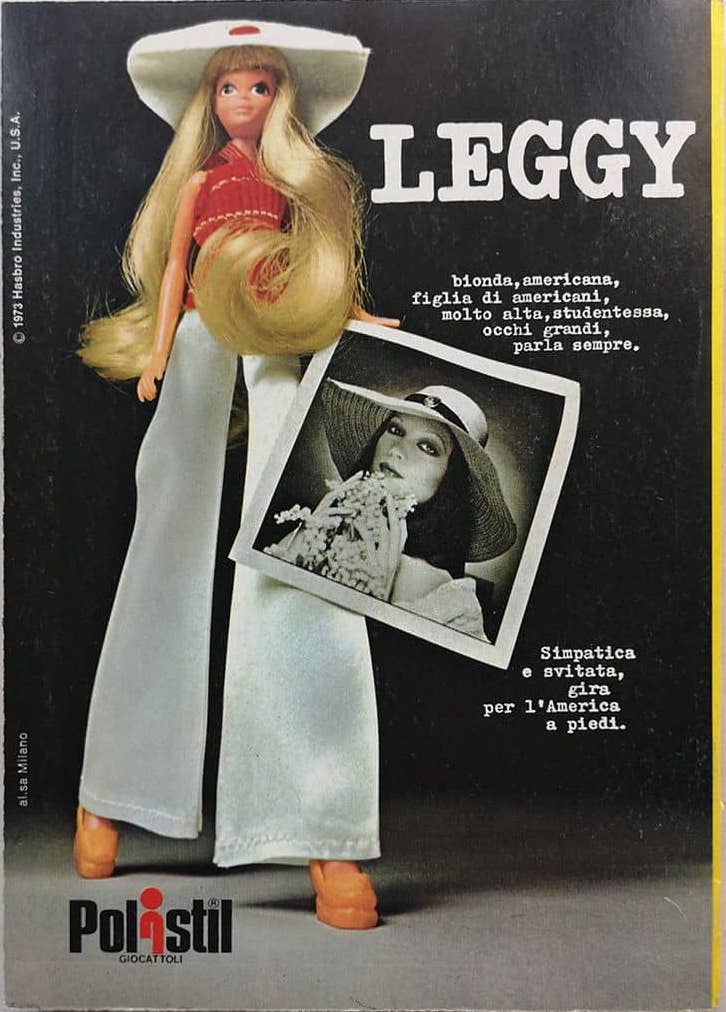 LEGGY
bionda,americana,
figlia di americani,
molto alta,studentessa,
occhi grandi,
parla sempre.
Simpatica
e svitata,
gira
per l'America
a piedi.
© 1973 Hasbro Industries, Inc., U.S.A.
al.sa Milano
Polistil®
GIOCATTOLI